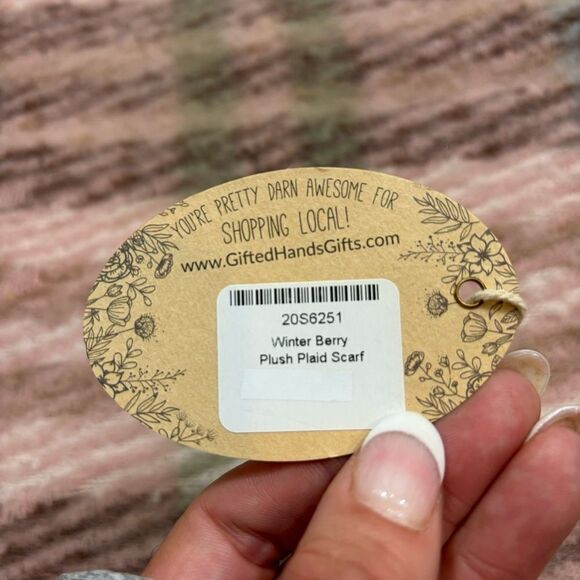 YOU'RE PRETTY DARN AWESOME FOR
SHOPPING LOCAL!
www.GiftedHandsGifts.com
20S6251
Winter Berry
Plush Plaid Scarf